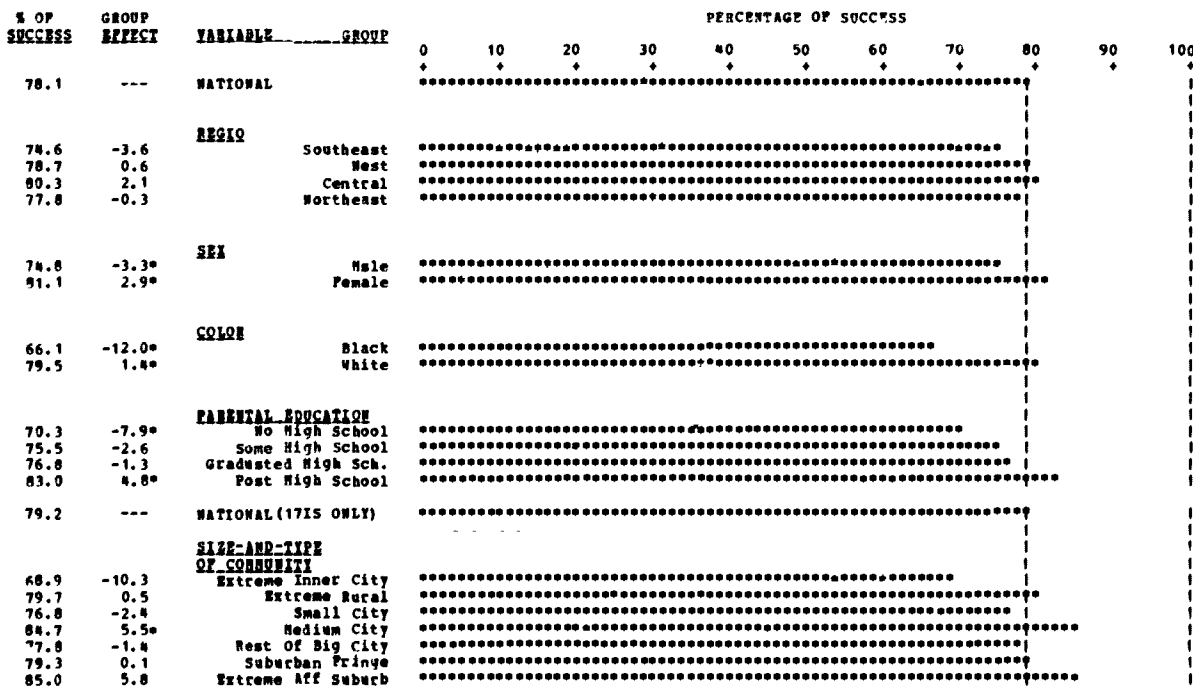 % OF GROUP PERCENTAGE OF SUCCESS
SUCCESS EFFECT VARIABLE GROUP
0 10 20 30 40 50 60 70 80 90 100
78.1 --- NATIONAL
REGIO
74.6 -3.6 Southeast
78.7 0.6 West
80.3 2.1 Central
77.8 -0.3 Northeast
SEX
74.8 -3.3* Male
81.1 2.9* Female
COLOR
66.1 -12.0* Black
79.5 1.4* White
PARENTAL EDUCATION
70.3 -7.9* No High School
75.5 -2.6 Some High School
76.8 -1.3 Graduated High Sch.
83.0 4.8* Post High School
79.2 --- NATIONAL(17IS ONLY)
SIZE-AND-TYPE
OF COMMUNITY
68.9 -10.3 Extreme Inner City
79.7 0.5 Extreme Rural
76.8 -2.4 Small City
84.7 5.5* Medium City
77.8 -1.4 Rest Of Big City
79.3 0.1 Suburban Fringe
85.0 5.8 Extreme Aff Suburb